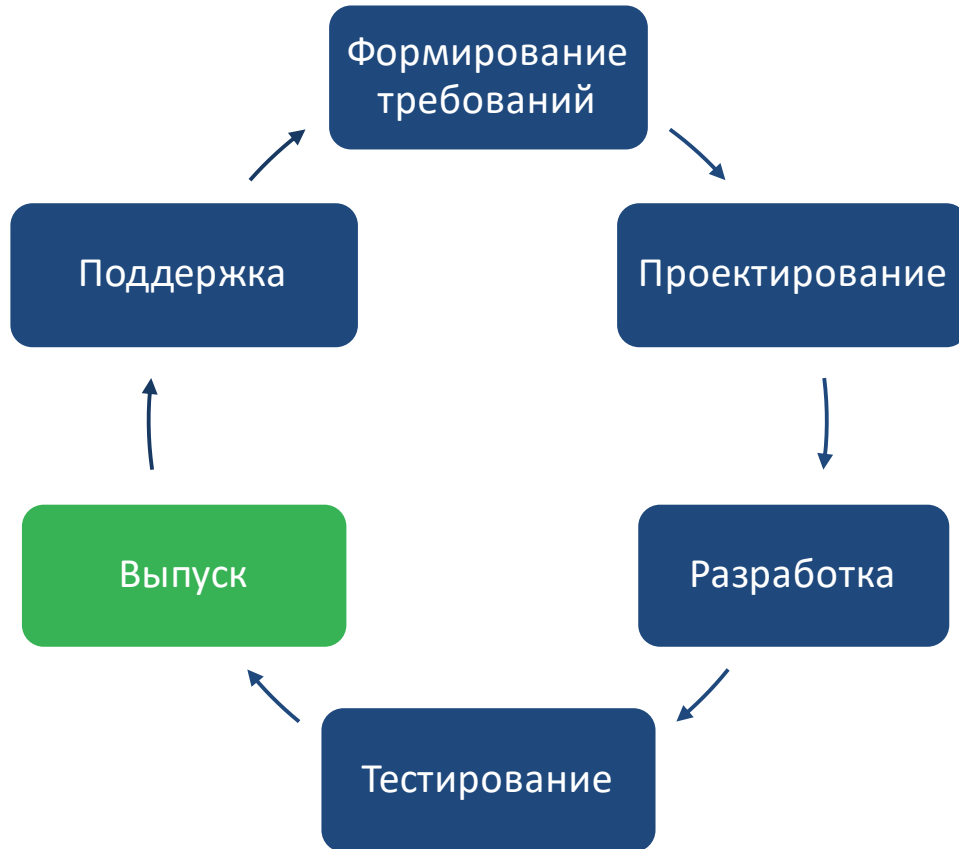 Формирование
требований
Проектирование
Разработка
Тестирование
Выпуск
Поддержка